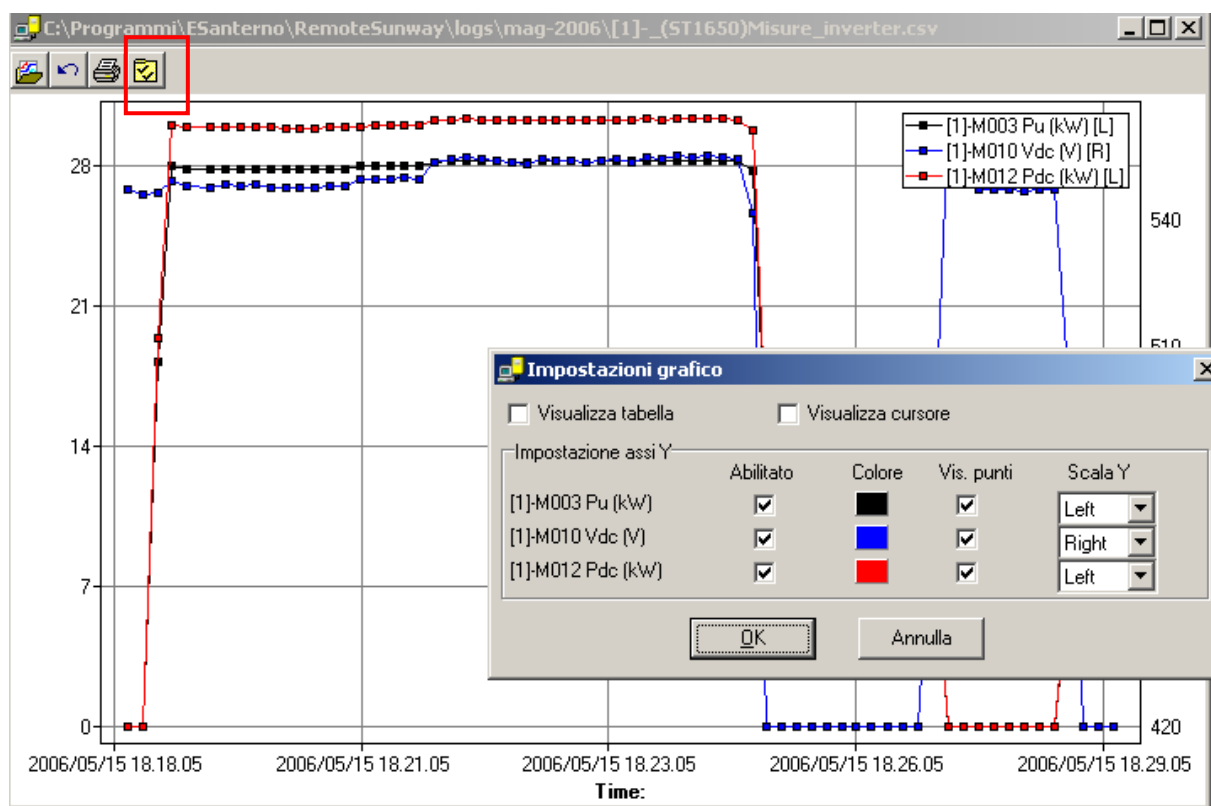 C:\Programmi\ESanterno\RemoteSunway\logs\mag-2006\[1]-_(ST1650)Misure_inverter.csv
[1]-M003 Pu (kW) [L]
[1]-M010 Vdc (V) [R]
[1]-M012 Pdc (kW) [L]
28
540
21
510
Impostazioni grafico
Visualizza tabella Visualizza cursore
Impostazione assi Y
Abilitato Colore Vis. punti Scala Y
[1]-M003 Pu (kW) Left
[1]-M010 Vdc (V) Right
[1]-M012 Pdc (kW) Left
OK Annulla
14
7
0
420
2006/05/15 18.18.05 2006/05/15 18.21.05 2006/05/15 18.23.05 2006/05/15 18.26.05 2006/05/15 18.29.05
Time: